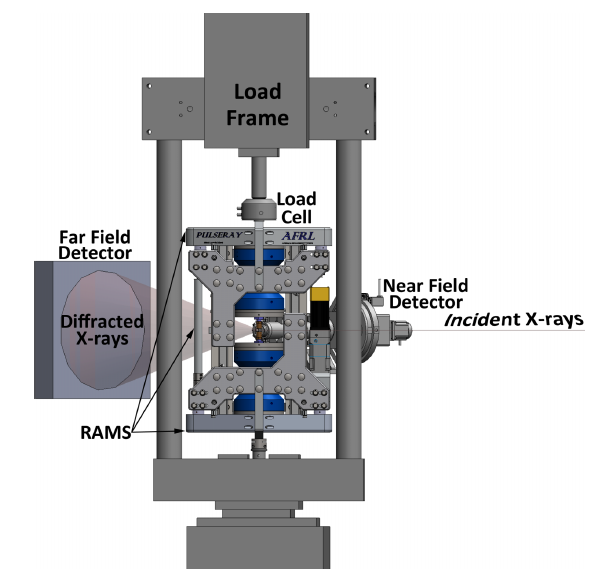 Load
Frame
Load
Cell
PULSERAY
AFRL
Far Field
Detector
Near Field
Detector
Incident X-rays
Diffracted
X-rays
RAMS